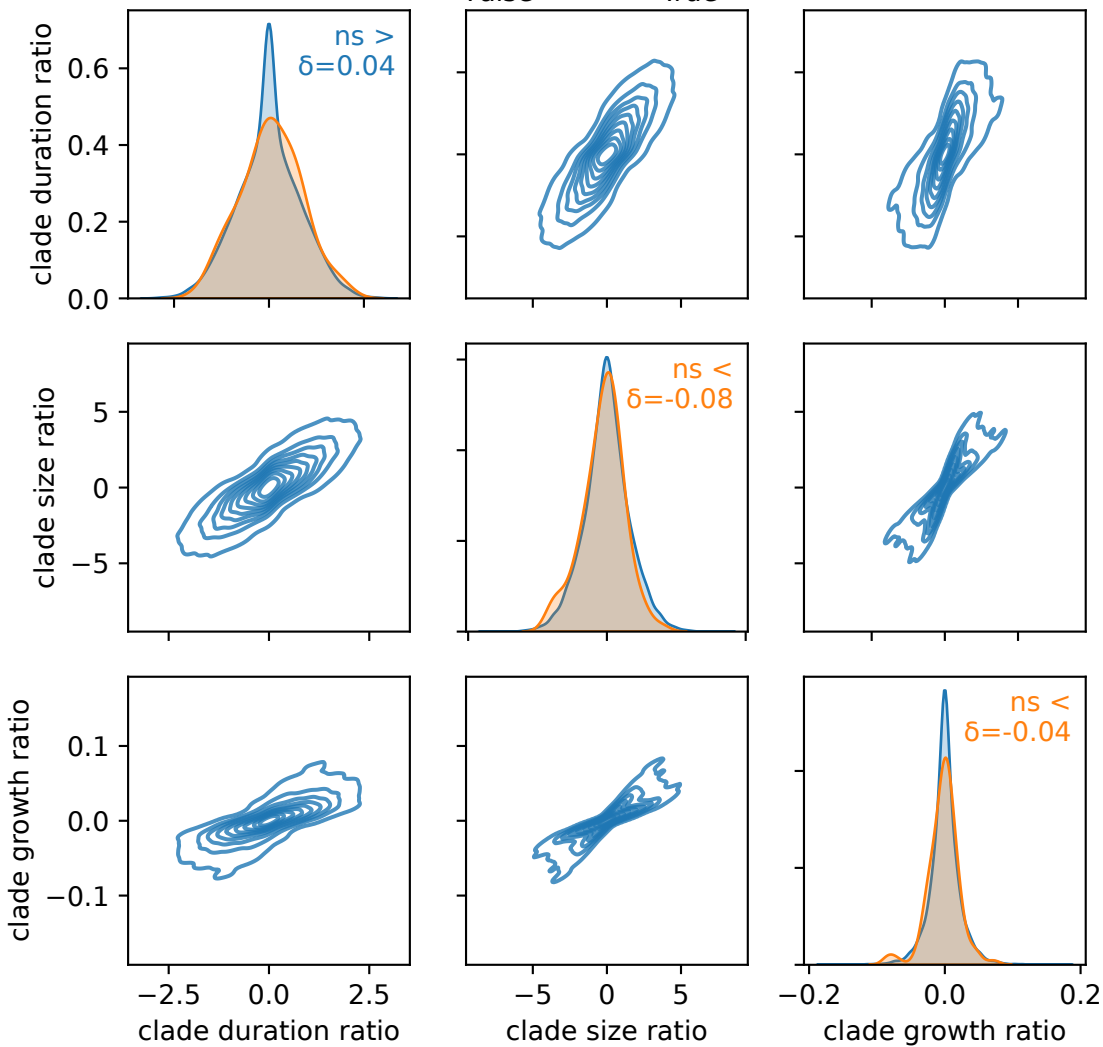 clade duration ratio
0.6
0.4
0.2
0.0
ns >
δ=0.04
clade size ratio
5
0
−5
ns <
δ=-0.08
clade growth ratio
0.1
0.0
−0.1
ns <
δ=-0.04
−2.5 0.0 2.5
−5 0 5
−0.2 0.0 0.2
clade duration ratio
clade size ratio
clade growth ratio